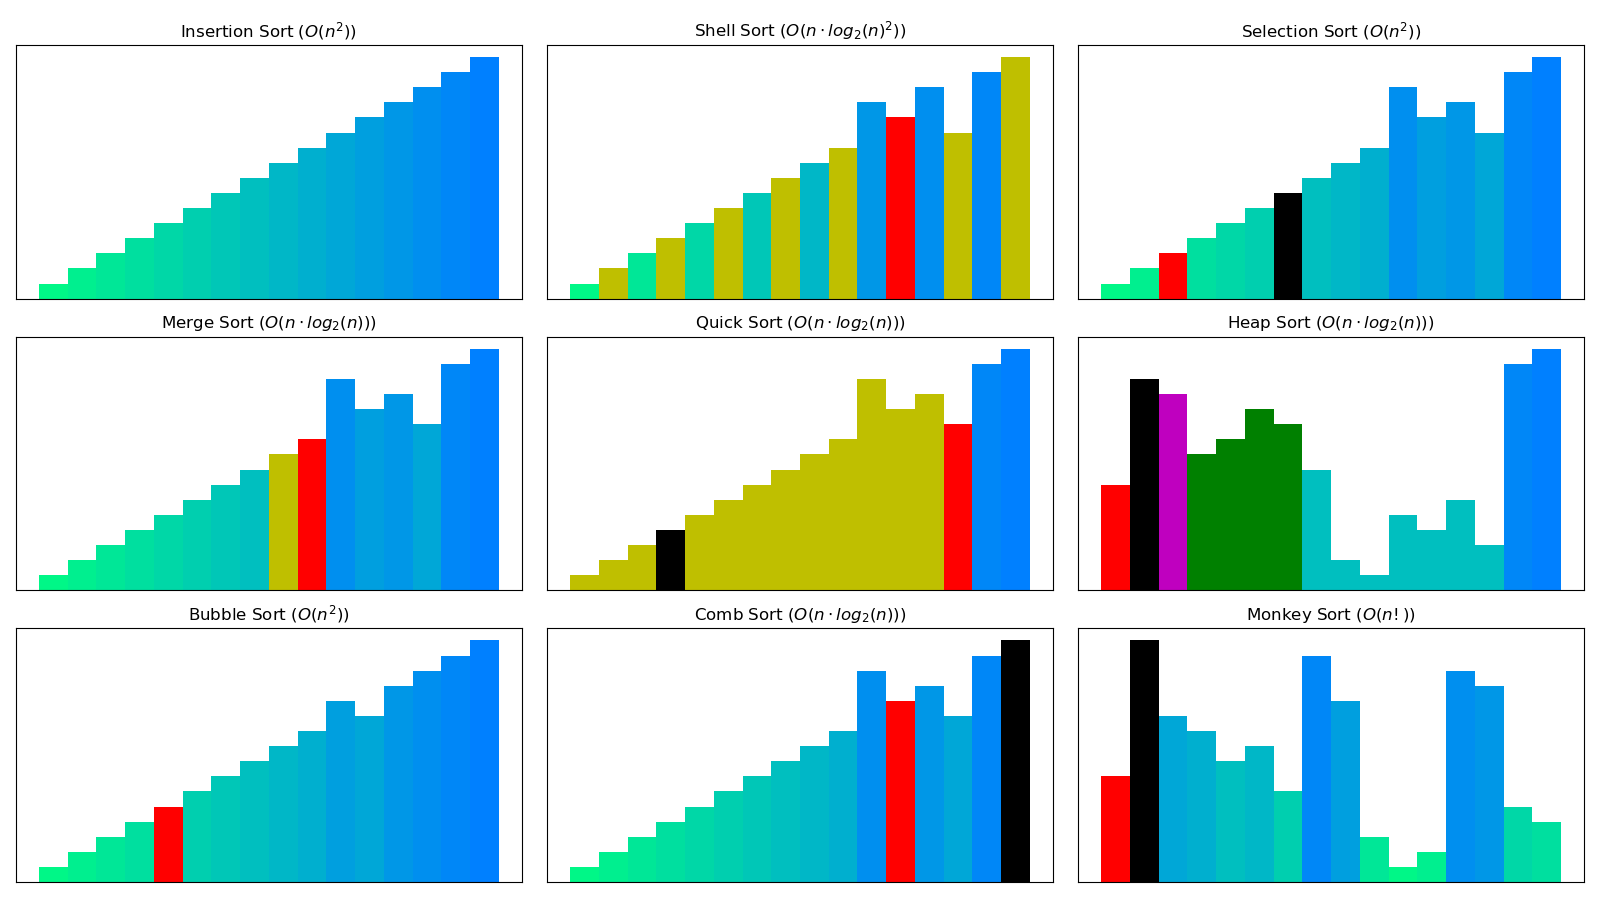 Insertion Sort (O(n²))
Shell Sort (O(n · log₂(n)²))
Selection Sort (O(n²))
Merge Sort (O(n · log₂(n)))
Quick Sort (O(n · log₂(n)))
Heap Sort (O(n · log₂(n)))
Bubble Sort (O(n²))
Comb Sort (O(n · log₂(n)))
Monkey Sort (O(n!))